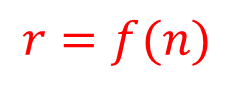 r = f(n)